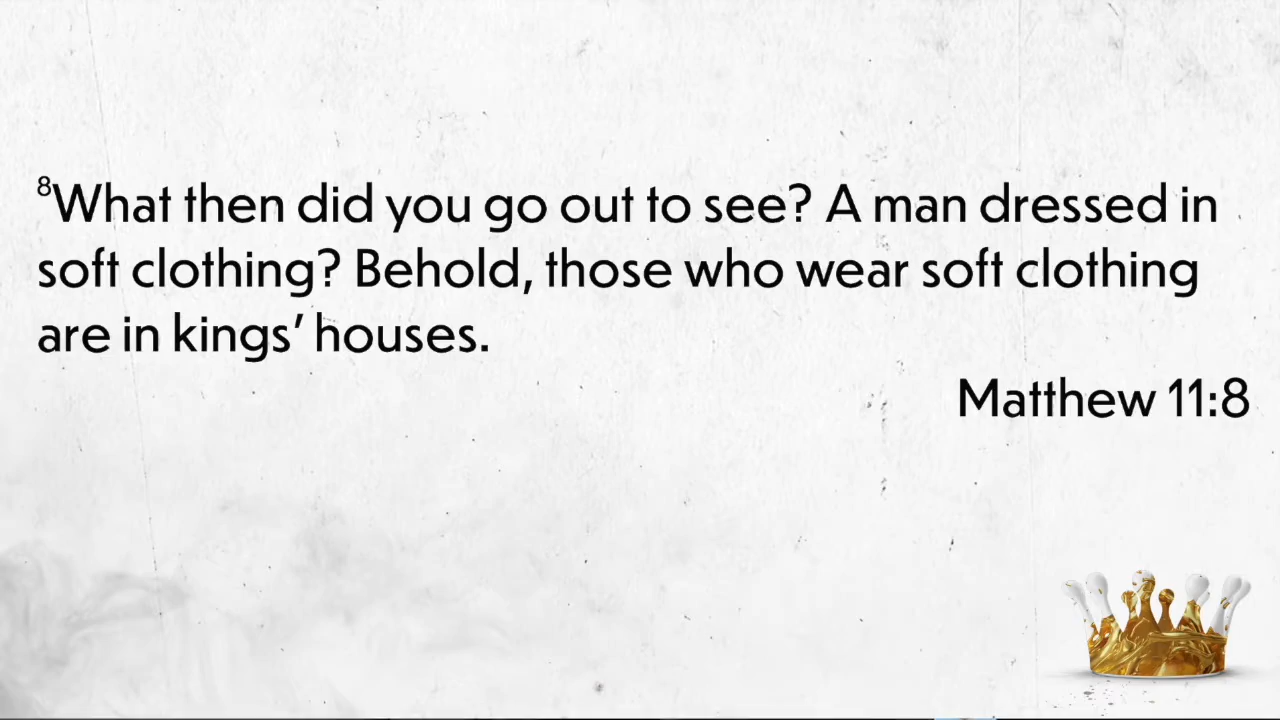 ⁸What then did you go out to see? A man dressed in
soft clothing? Behold, those who wear soft clothing
are in kings’ houses.
Matthew 11:8